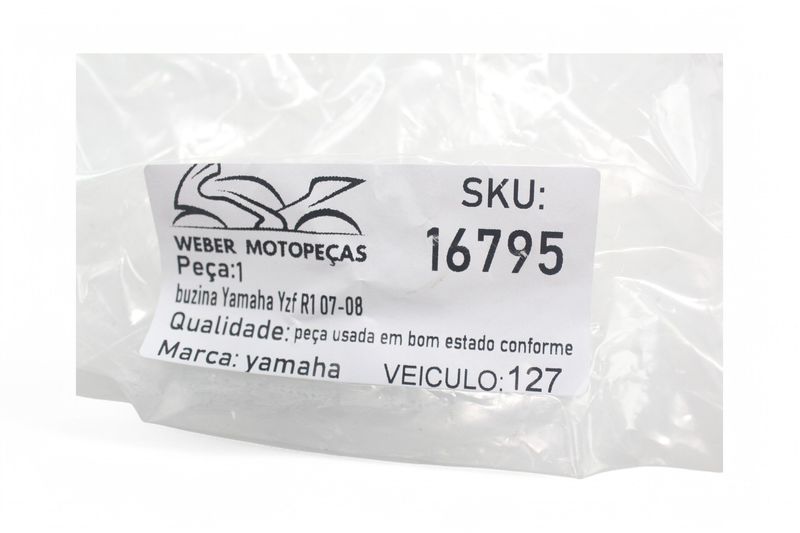 WEBER MOTOPEÇAS
SKU:
16795
Peça:1
buzina Yamaha Yzf R1 07-08
Qualidade: peça usada em bom estado conforme
Marca: yamaha
VEICULO: 127